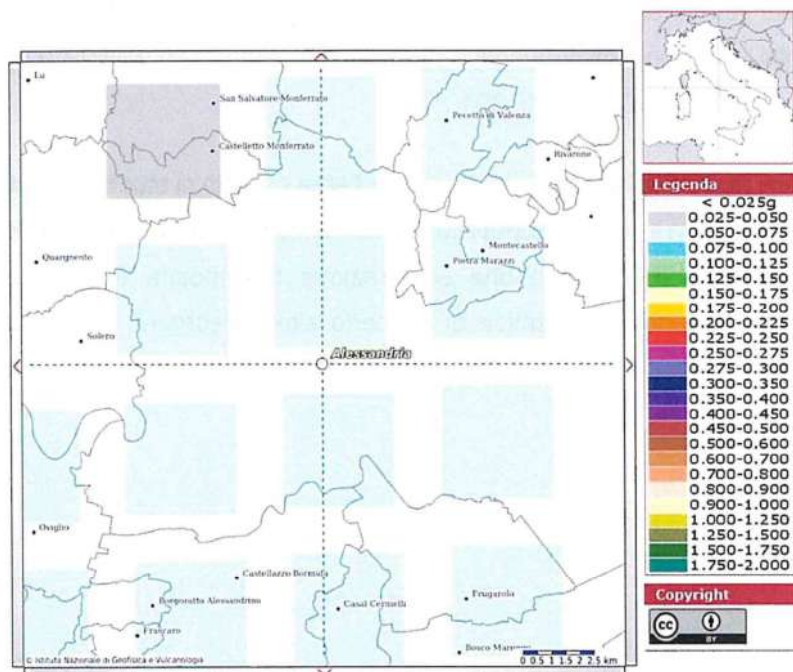 Lu
San Salvatore Monferrato
Castelletto Monferrato
Pecetto di Valenza
Rivarone
Quargnento
Montecastello
Pietra Marazzi
Solero
Alessandria
Oviglio
Castellazzo Bormida
Borgoratto Alessandrino
Casal Cermelli
Frugarolo
Frascaro
Bosco Marengo
© Istituto Nazionale di Geofisica e Vulcanologia
0 0.5 1 1.5 2 2.5 km
Legenda
< 0.025g
0.025-0.050
0.050-0.075
0.075-0.100
0.100-0.125
0.125-0.150
0.150-0.175
0.175-0.200
0.200-0.225
0.225-0.250
0.250-0.275
0.275-0.300
0.300-0.350
0.350-0.400
0.400-0.450
0.450-0.500
0.500-0.600
0.600-0.700
0.700-0.800
0.800-0.900
0.900-1.000
1.000-1.250
1.250-1.500
1.500-1.750
1.750-2.000
Copyright
cc
BY